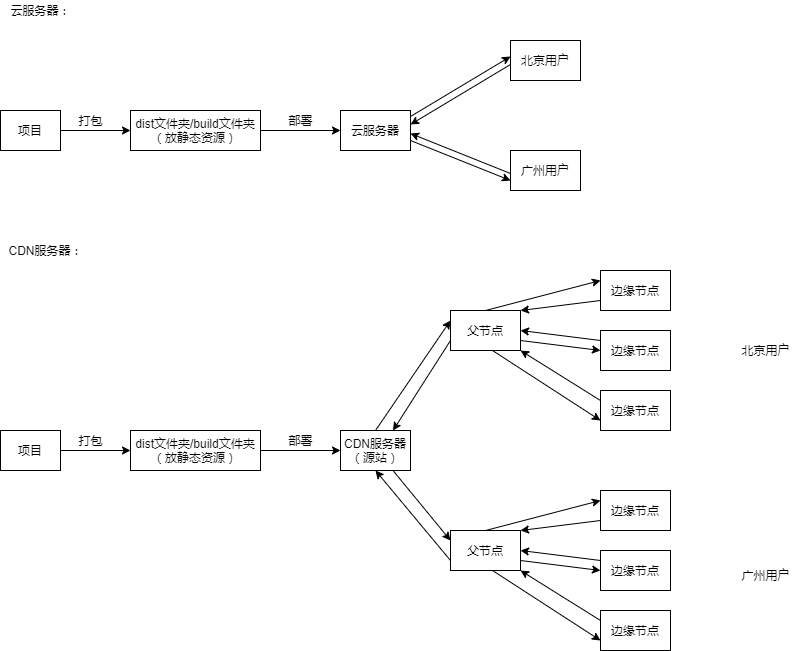 云服务器：
北京用户
项目
打包
dist文件夹/build文件夹
（放静态资源）
部署
云服务器
广州用户
CDN服务器：
边缘节点
父节点
边缘节点
北京用户
边缘节点
项目
打包
dist文件夹/build文件夹
（放静态资源）
部署
CDN服务器
（源站）
边缘节点
父节点
边缘节点
广州用户
边缘节点